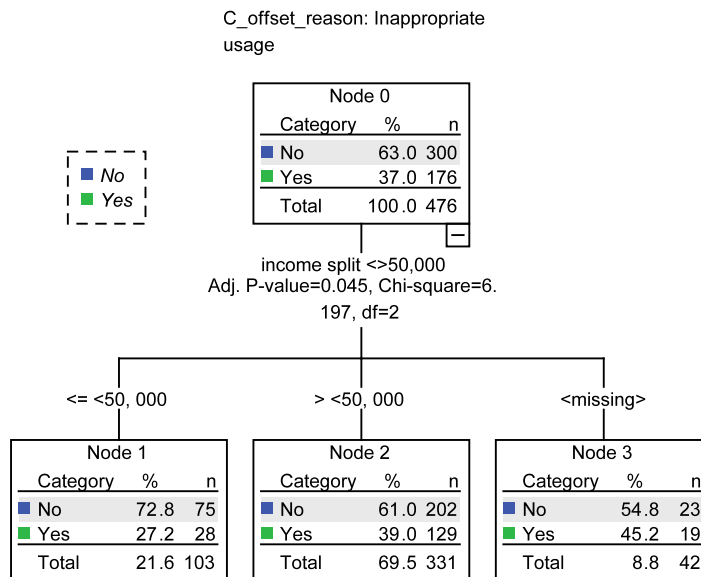 C_offset_reason: Inappropriate
usage
Node 0
Category % n
No 63.0 300
Yes 37.0 176
Total 100.0 476
No
Yes
income split <>50,000
Adj. P-value=0.045, Chi-square=6.
197, df=2
<= <50, 000
> <50, 000
<missing>
Node 1
Category % n
No 72.8 75
Yes 27.2 28
Total 21.6 103
Node 2
Category % n
No 61.0 202
Yes 39.0 129
Total 69.5 331
Node 3
Category % n
No 54.8 23
Yes 45.2 19
Total 8.8 42